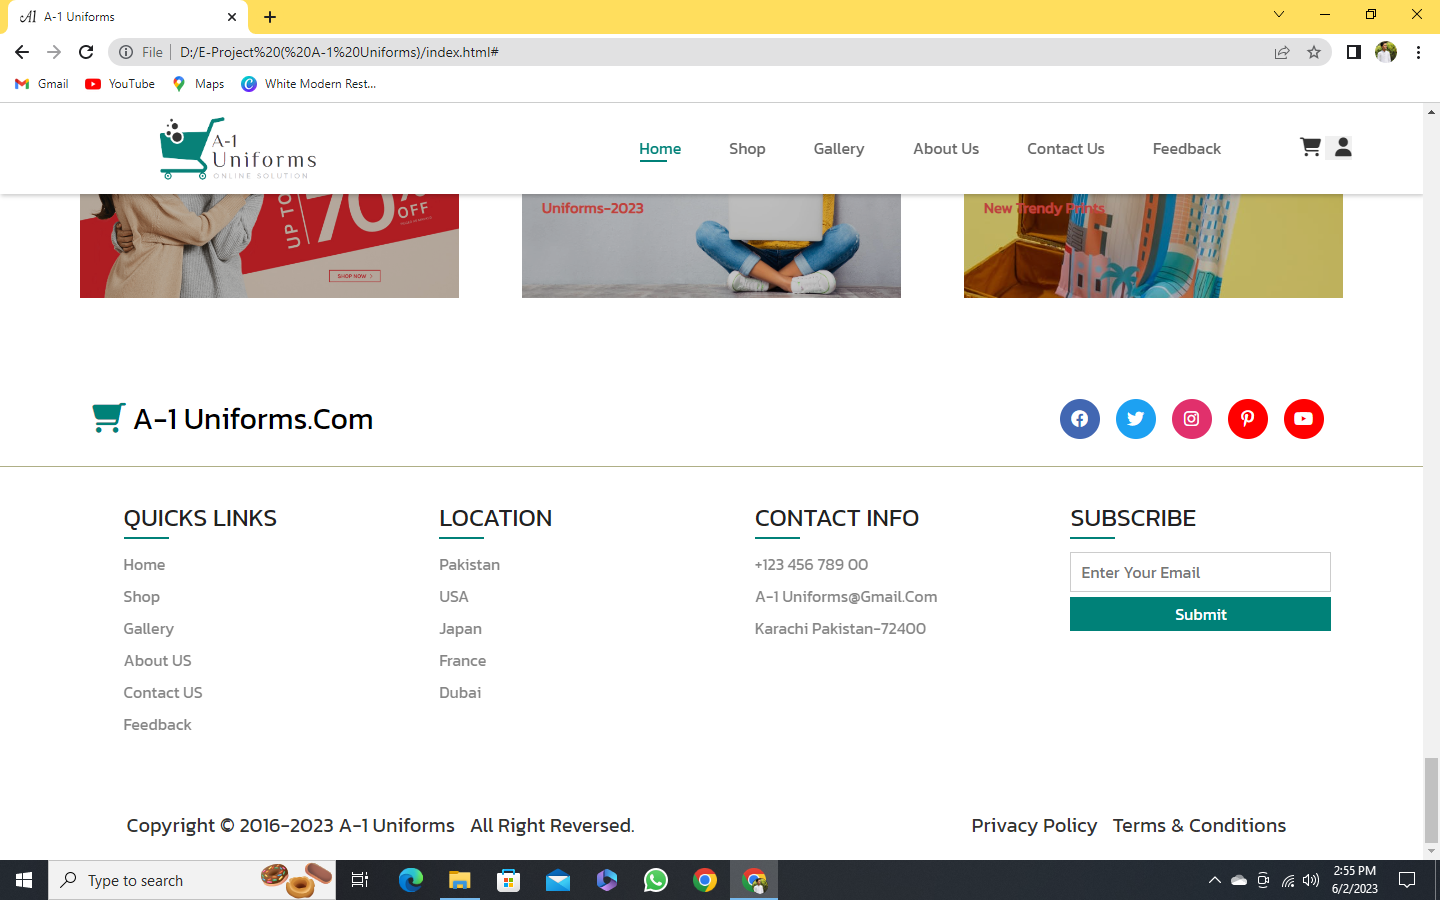 A-1 Uniforms
File
D:/E-Project%20(%20A-1%20Uniforms)/index.html#
Gmail
YouTube
Maps
White Modern Rest...
A-1
Uniforms
ONLINE SOLUTION
Home
Shop
Gallery
About Us
Contact Us
Feedback
UP TO
70%
OFF
SHOP NOW
Uniforms-2023
New Trendy Prints
A-1 Uniforms.Com
QUICKS LINKS
Home
Shop
Gallery
About US
Contact US
Feedback
LOCATION
Pakistan
USA
Japan
France
Dubai
CONTACT INFO
+123 456 789 00
A-1 Uniforms@Gmail.Com
Karachi Pakistan-72400
SUBSCRIBE
Enter Your Email
Submit
Copyright © 2016-2023 A-1 Uniforms All Right Reversed.
Privacy Policy Terms & Conditions
Type to search
2:55 PM
6/2/2023